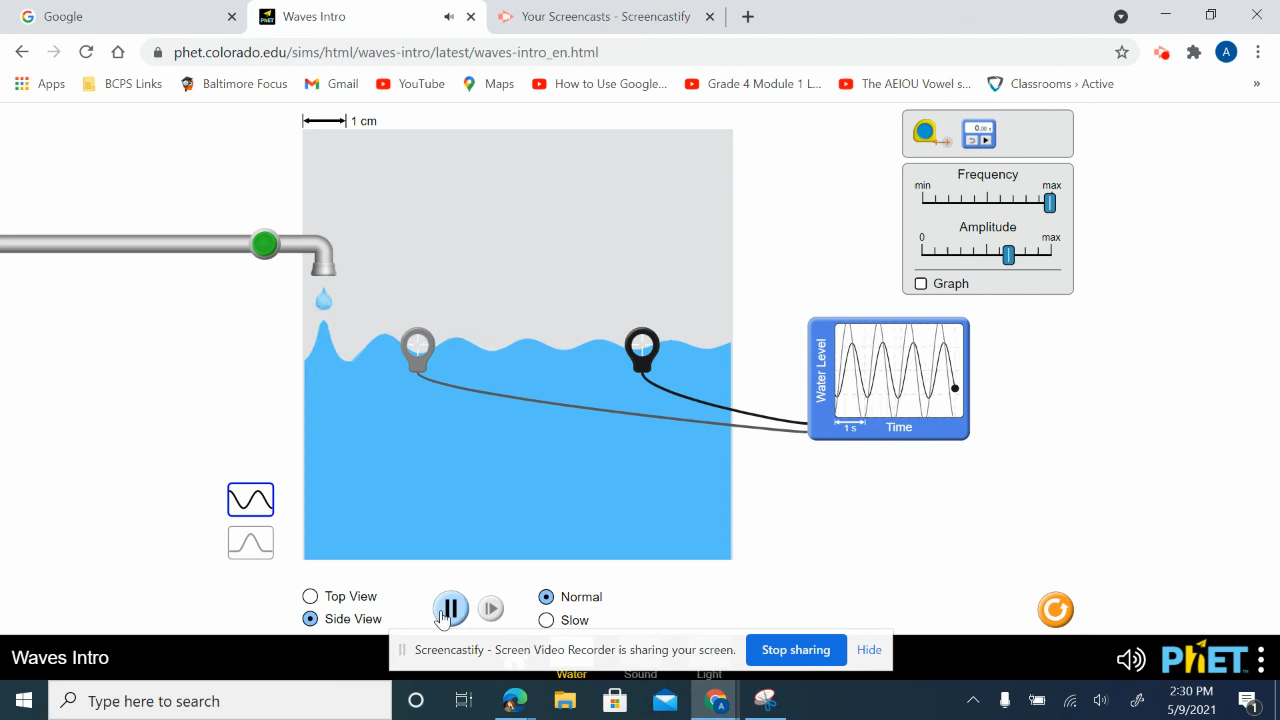 Google
Waves Intro
Your Screencasts - Screencastify
phet.colorado.edu/sims/html/waves-intro/latest/waves-intro_en.html
A
Apps
BCPS Links
Baltimore Focus
Gmail
YouTube
Maps
How to Use Google...
Grade 4 Module 1 L...
The AEIOU Vowel s...
Classrooms › Active
»
1 cm
0.00 s
Frequency
min
max
Amplitude
0
max
Graph
Water Level
1 s
Time
Top View
Side View
Normal
Slow
Waves Intro
Screencastify - Screen Video Recorder is sharing your screen.
Stop sharing
Hide
Water
Sound
Light
PhET
Type here to search
A
2:30 PM
5/9/2021
1